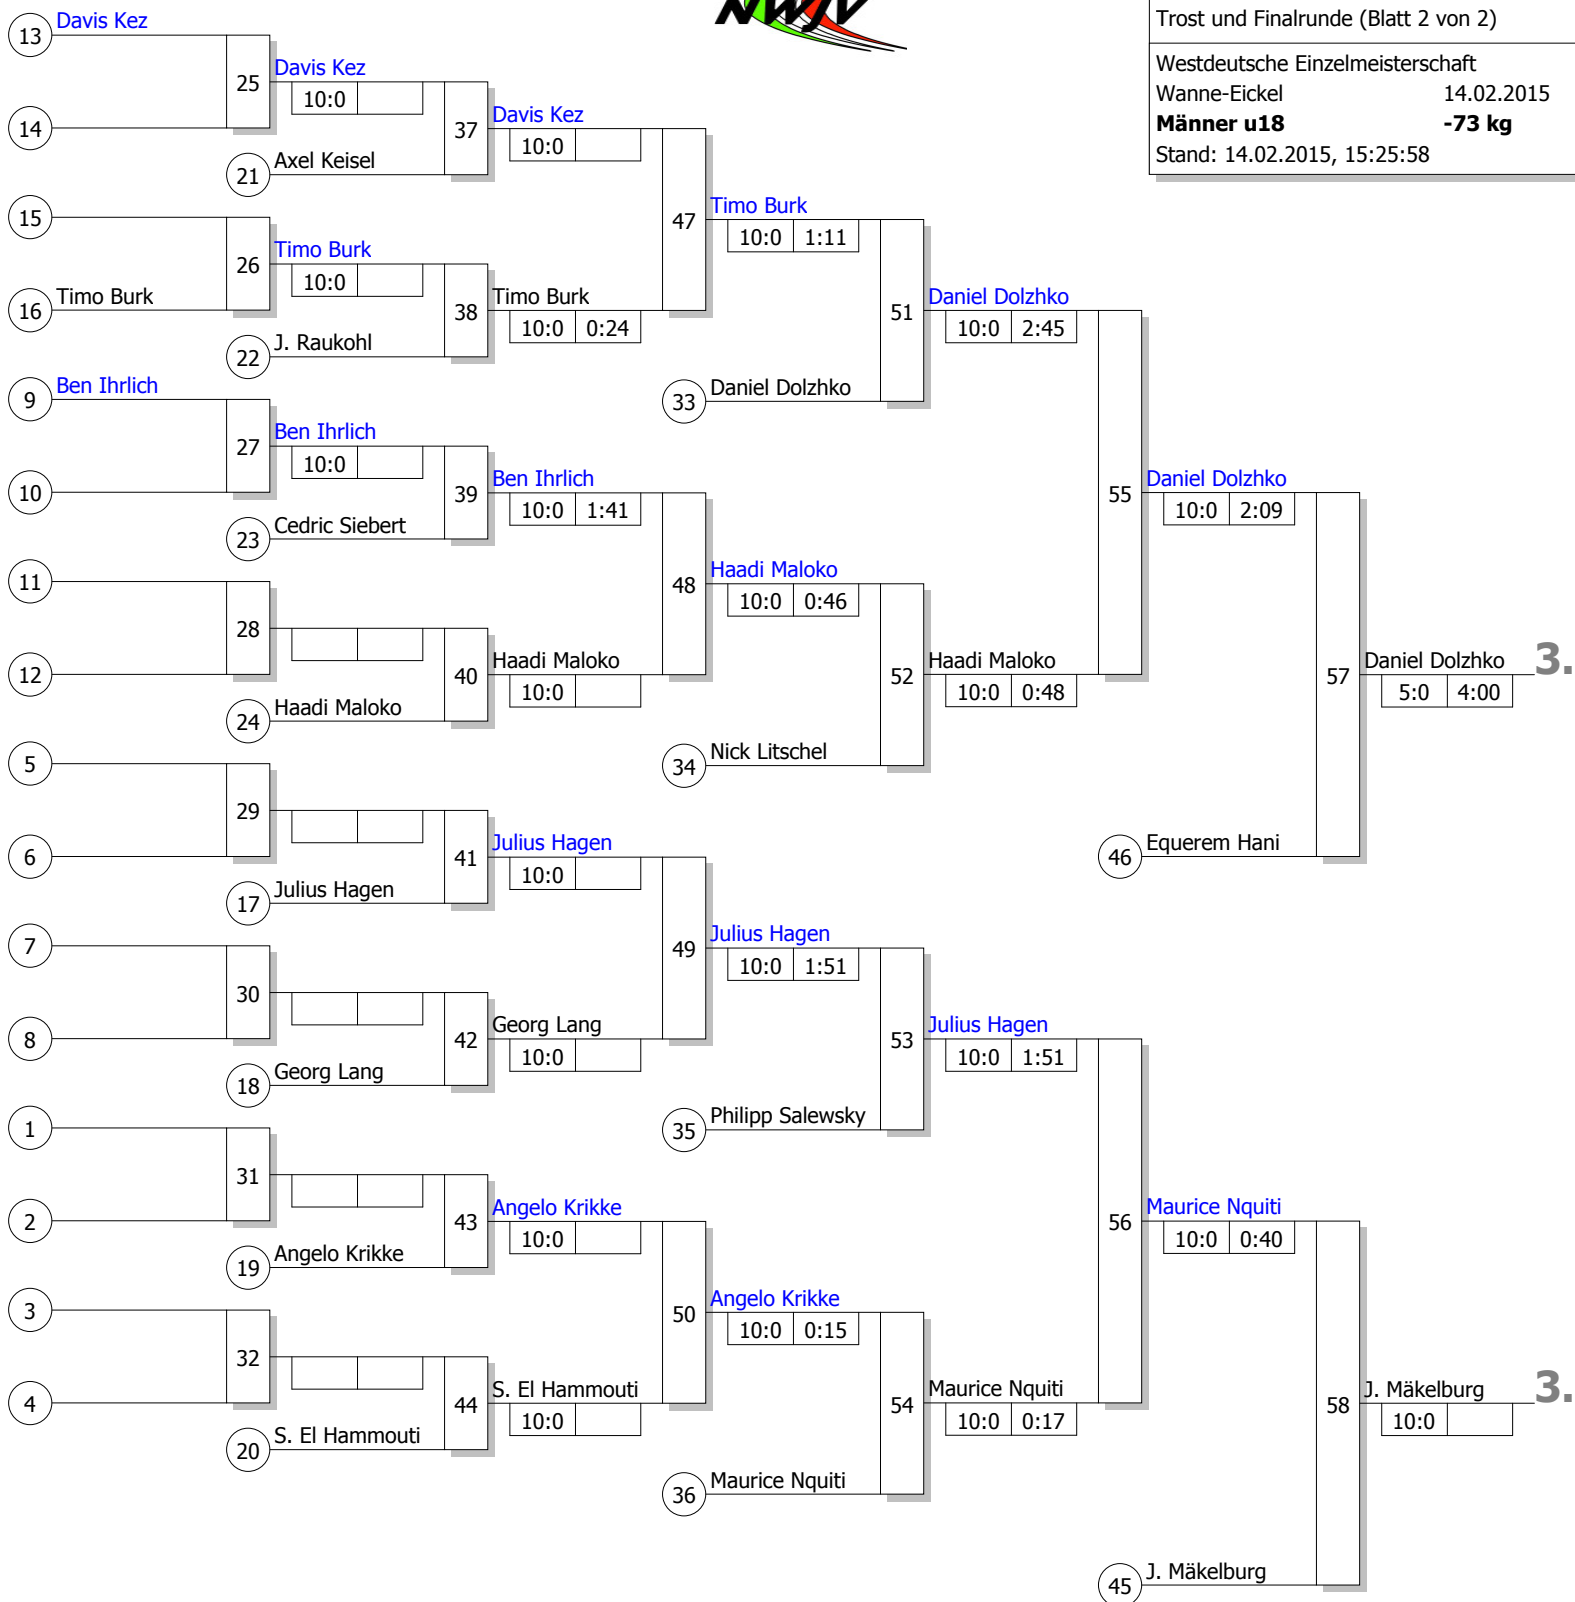 NWJV
Trost und Finalrunde (Blatt 2 von 2)
Westdeutsche Einzelmeisterschaft
Wanne-Eickel 14.02.2015
Männer u18 -73 kg
Stand: 14.02.2015, 15:25:58
13 Davis Kez
25 Davis Kez
10:0
14
37 Davis Kez
10:0
21 Axel Keisel
15
47 Timo Burk
10:0 1:11
26 Timo Burk
10:0
16 Timo Burk
38 Timo Burk
10:0 0:24
22 J. Raukohl
51 Daniel Dolzhko
10:0 2:45
33 Daniel Dolzhko
9 Ben Ihrlich
27 Ben Ihrlich
10:0
10
39 Ben Ihrlich
10:0 1:41
23 Cedric Siebert
55 Daniel Dolzhko
10:0 2:09
11
48 Haadi Maloko
10:0 0:46
28
12
40 Haadi Maloko
10:0
24 Haadi Maloko
52 Haadi Maloko
10:0 0:48
57 Daniel Dolzhko 3.
5:0 4:00
34 Nick Litschel
5
29
6
41 Julius Hagen
10:0
46 Equerem Hani
17 Julius Hagen
7
49 Julius Hagen
10:0 1:51
30
8
42 Georg Lang
10:0
18 Georg Lang
53 Julius Hagen
10:0 1:51
35 Philipp Salewsky
1
31
2
43 Angelo Krikke
10:0
56 Maurice Nquiti
10:0 0:40
19 Angelo Krikke
3
50 Angelo Krikke
10:0 0:15
32
4
44 S. El Hammouti
10:0
20 S. El Hammouti
54 Maurice Nquiti
10:0 0:17
58 J. Mäkelburg 3.
10:0
36 Maurice Nquiti
45 J. Mäkelburg